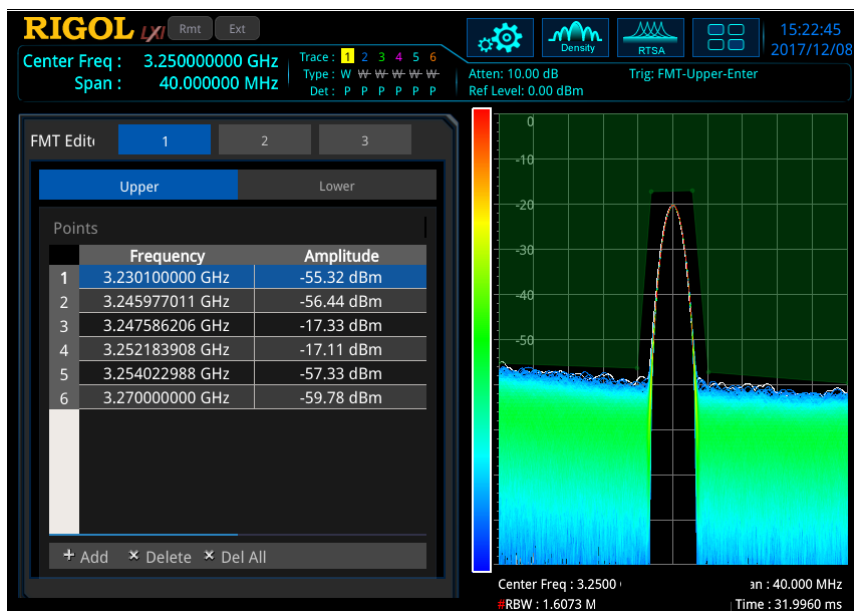 RIGOL LXI Rmt Ext
Center Freq : 3.250000000 GHz
Span : 40.000000 MHz
Trace : 1 2 3 4 5 6
Type : W W W W W W
Det : P P P P P P
Density
RTSA
15:22:45
2017/12/08
Atten: 10.00 dB Trig: FMT-Upper-Enter
Ref Level: 0.00 dBm
FMT Edit 1 2 3
Upper Lower
Points
Frequency Amplitude
1 3.230100000 GHz -55.32 dBm
2 3.245977011 GHz -56.44 dBm
3 3.247586206 GHz -17.33 dBm
4 3.252183908 GHz -17.11 dBm
5 3.254022988 GHz -57.33 dBm
6 3.270000000 GHz -59.78 dBm
+ Add × Delete × Del All
0
-10
-20
-30
-40
-50
Center Freq : 3.2500 an : 40.000 MHz
#RBW : 1.6073 M Time : 31.9960 ms